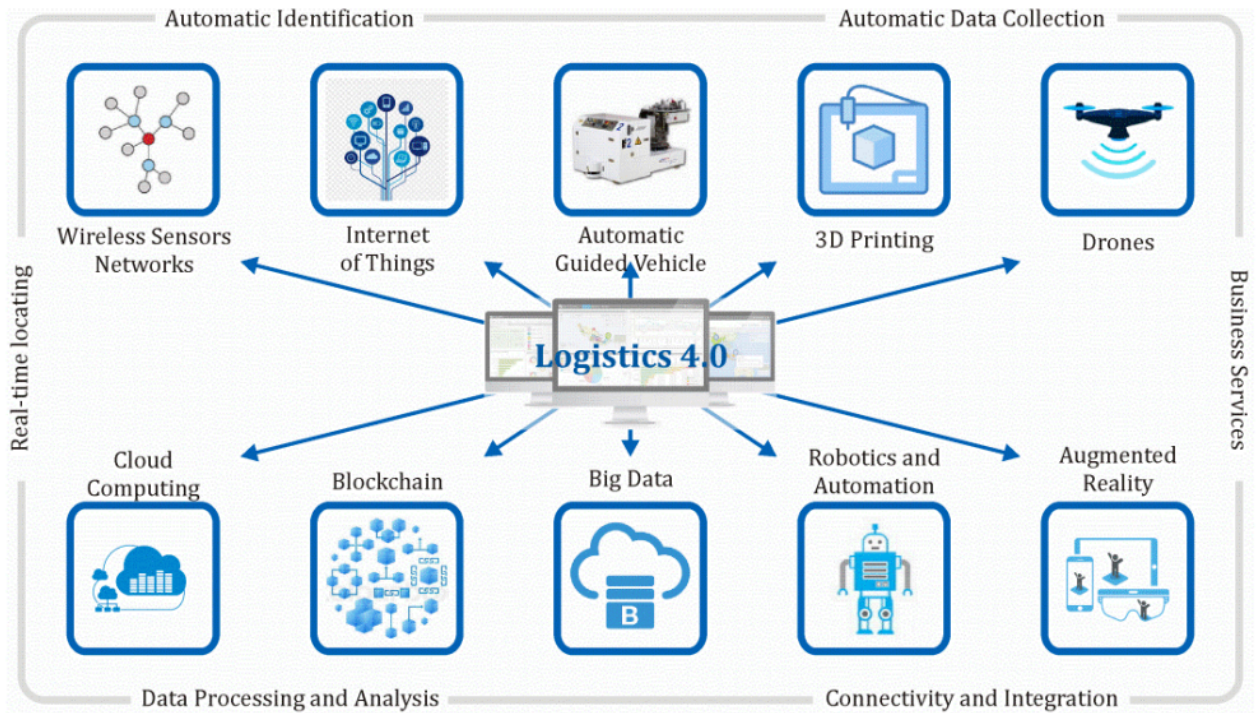 Automatic Identification
Automatic Data Collection
Wireless Sensors
Networks
Internet
of Things
Automatic
Guided Vehicle
3D Printing
Drones
Real-time locating
Business Services
Logistics 4.0
Cloud
Computing
Blockchain
Big Data
Robotics and
Automation
Augmented
Reality
B
Data Processing and Analysis
Connectivity and Integration